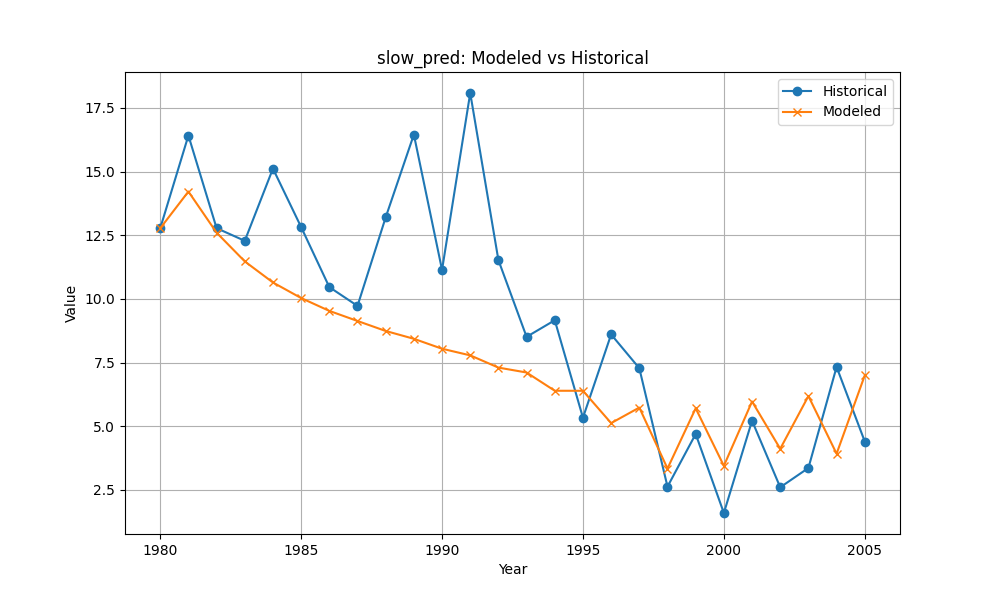 slow_pred: Modeled vs Historical
Historical
Modeled
17.5
15.0
12.5
10.0
7.5
5.0
2.5
Value
1980
1985
1990
1995
2000
2005
Year